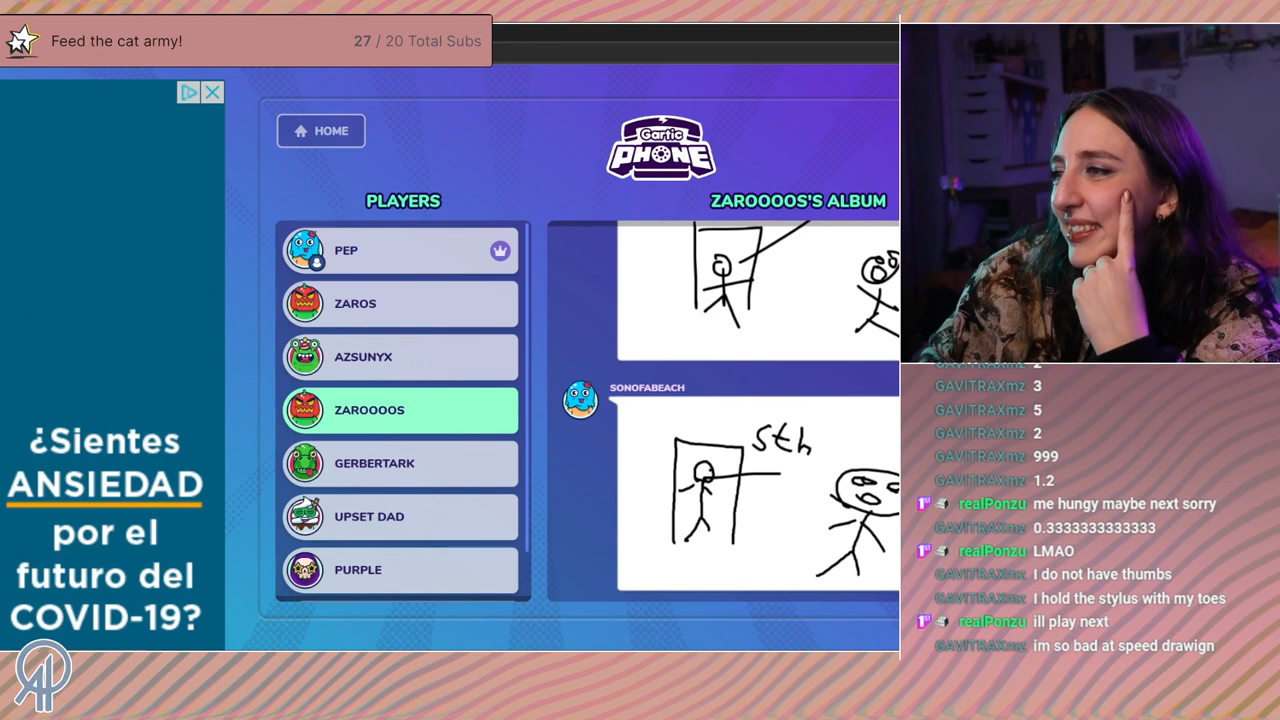 Feed the cat army!
27 / 20 Total Subs
HOME
Gartic
PHONE
PLAYERS
ZAROOOOS'S ALBUM
PEP
ZAROS
AZSUNYX
ZAROOOOS
GERBERTARK
UPSET DAD
PURPLE
SONOFABEACH
sth
¿Sientes
ANSIEDAD
por el
futuro del
COVID-19?
GAVITRAXmz 3
GAVITRAXmz 5
GAVITRAXmz 2
GAVITRAXmz 999
GAVITRAXmz 1.2
realPonzu me hungy maybe next sorry
GAVITRAXmz 0.3333333333333
realPonzu LMAO
GAVITRAXmz I do not have thumbs
GAVITRAXmz I hold the stylus with my toes
realPonzu ill play next
GAVITRAXmz im so bad at speed drawign